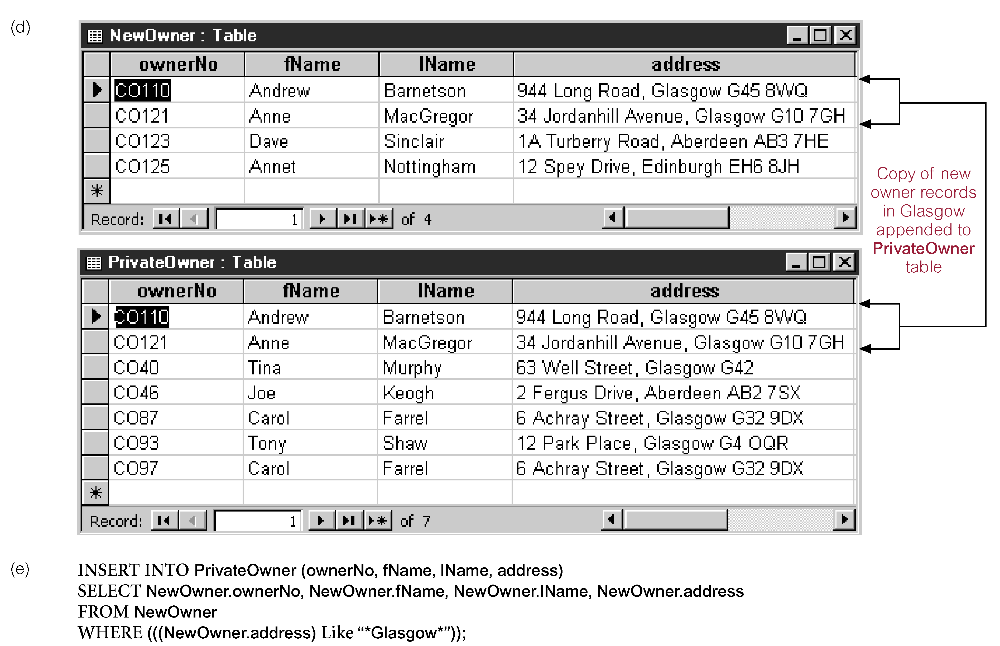 (d)
NewOwner : Table
ownerNo fName lName address
CO110 Andrew Barnetson 944 Long Road, Glasgow G45 8WQ
CO121 Anne MacGregor 34 Jordanhill Avenue, Glasgow G10 7GH
CO123 Dave Sinclair 1A Turberry Road, Aberdeen AB3 7HE
CO125 Annet Nottingham 12 Spey Drive, Edinburgh EH6 8JH
Record: 1 of 4
Copy of new
owner records
in Glasgow
appended to
PrivateOwner
table
PrivateOwner : Table
ownerNo fName lName address
CO110 Andrew Barnetson 944 Long Road, Glasgow G45 8WQ
CO121 Anne MacGregor 34 Jordanhill Avenue, Glasgow G10 7GH
CO40 Tina Murphy 63 Well Street, Glasgow G42
CO46 Joe Keogh 2 Fergus Drive, Aberdeen AB2 7SX
CO87 Carol Farrel 6 Achray Street, Glasgow G32 9DX
CO93 Tony Shaw 12 Park Place, Glasgow G4 0QR
CO97 Carol Farrel 6 Achray Street, Glasgow G32 9DX
Record: 1 of 7
(e)
INSERT INTO PrivateOwner (ownerNo, fName, lName, address)
SELECT NewOwner.ownerNo, NewOwner.fName, NewOwner.lName, NewOwner.address
FROM NewOwner
WHERE (((NewOwner.address) Like “*Glasgow*”));